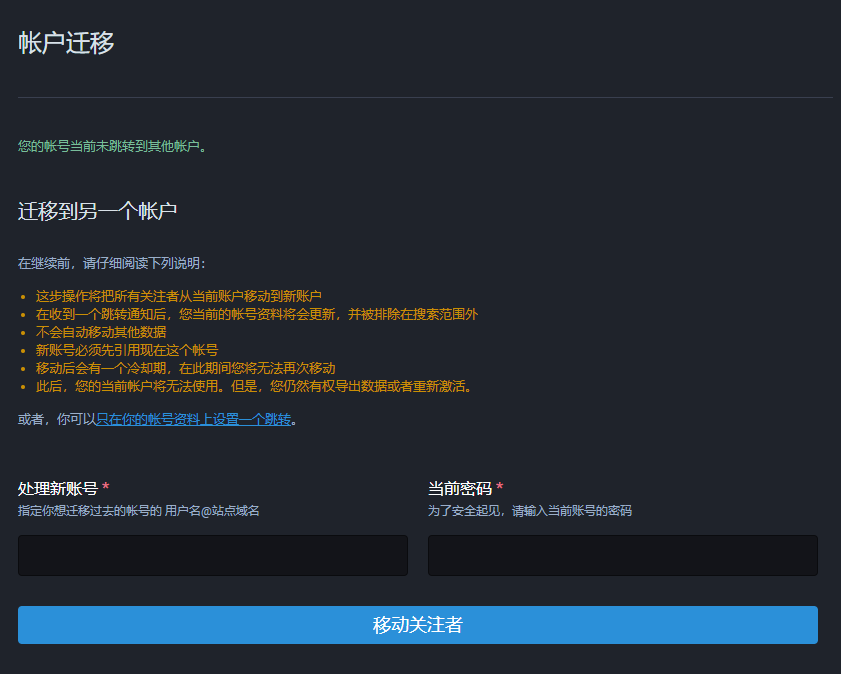 帐户迁移
您的帐号当前未跳转到其他帐户。
迁移到另一个帐户
在继续前，请仔细阅读下列说明：
• 这步操作将把所有关注者从当前账户移动到新账户
• 在收到一个跳转通知后，您当前的帐号资料将会更新，并被排除在搜索范围外
• 不会自动移动其他数据
• 新账号必须先引用现在这个帐号
• 移动后会有一个冷却期，在此期间您将无法再次移动
• 此后，您的当前帐户将无法使用。但是，您仍然有权导出数据或者重新激活。
或者，你可以只在你的帐号资料上设置一个跳转。
处理新账号 * 当前密码 *
指定你想迁移过去的帐号的 用户名@站点域名 为了安全起见，请输入当前账号的密码
移动关注者